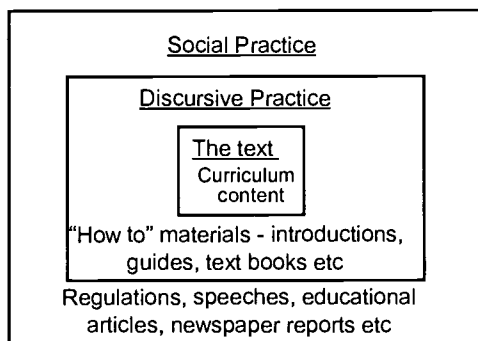 Social Practice
Discursive Practice
The text
Curriculum
content
“How to” materials - introductions,
guides, text books etc
Regulations, speeches, educational
articles, newspaper reports etc